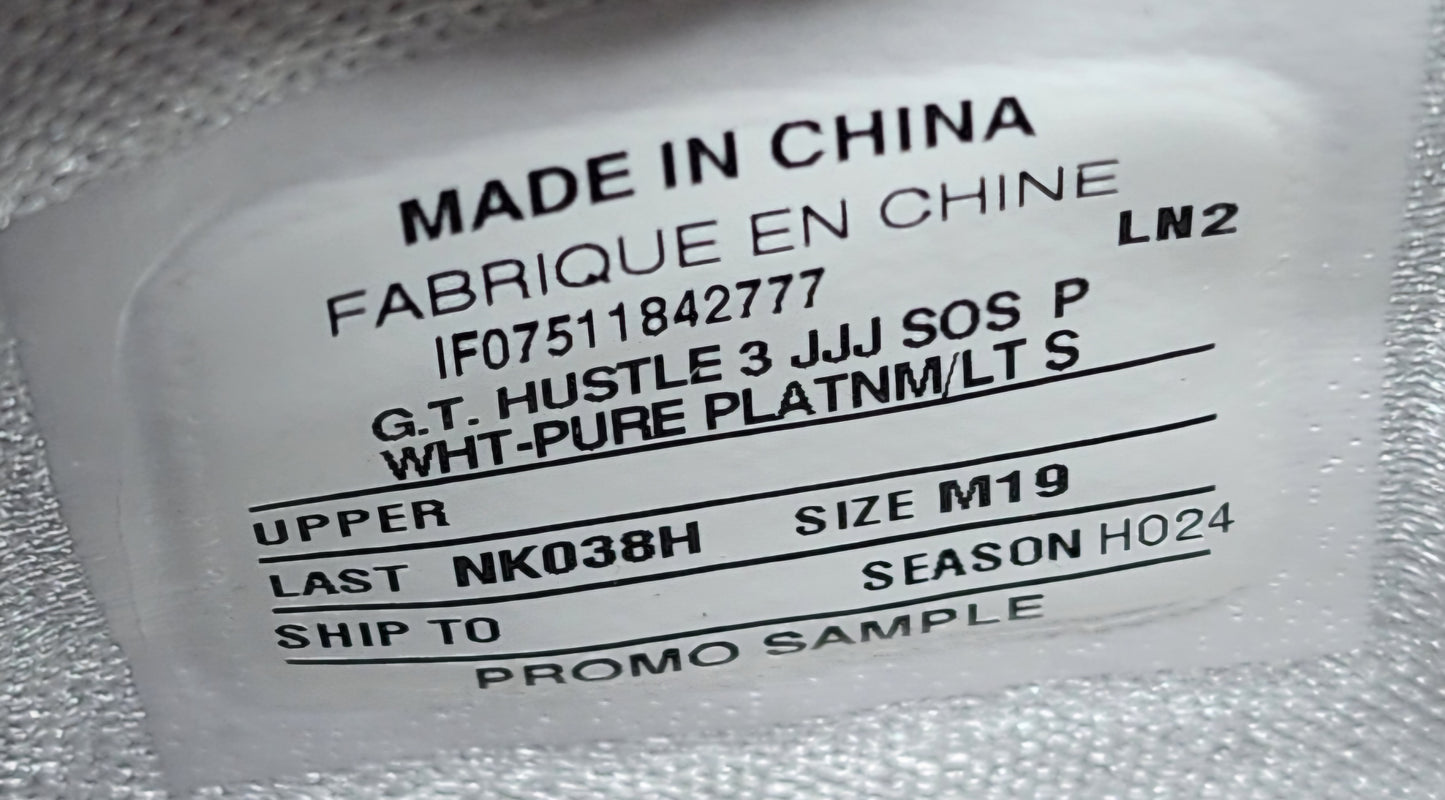 MADE IN CHINA
FABRIQUE EN CHINE
LN2
IF07511842777
G.T. HUSTLE 3 JJJ SOS P
WHT-PURE PLATNM/LT S
UPPER
LAST NK038H SIZE M19
SHIP TO SEASON HO24
PROMO SAMPLE